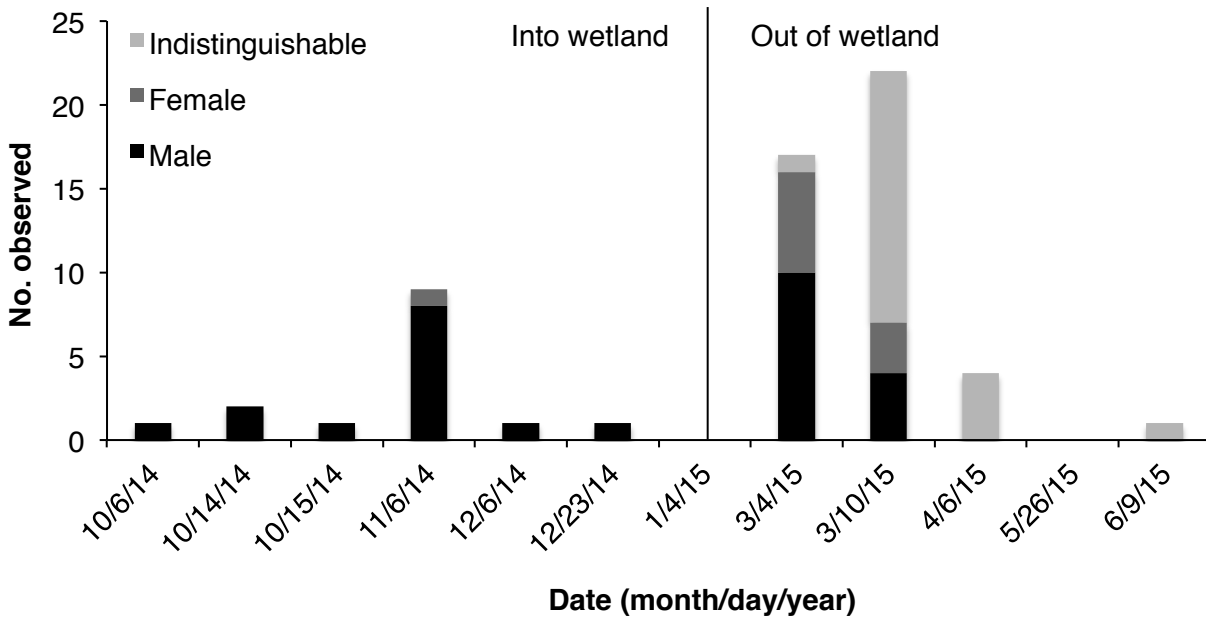 25
20
15
10
5
0
No. observed
Indistinguishable
Female
Male
Into wetland
Out of wetland
10/6/14
10/14/14
10/15/14
11/6/14
12/6/14
12/23/14
1/4/15
3/4/15
3/10/15
4/6/15
5/26/15
6/9/15
Date (month/day/year)